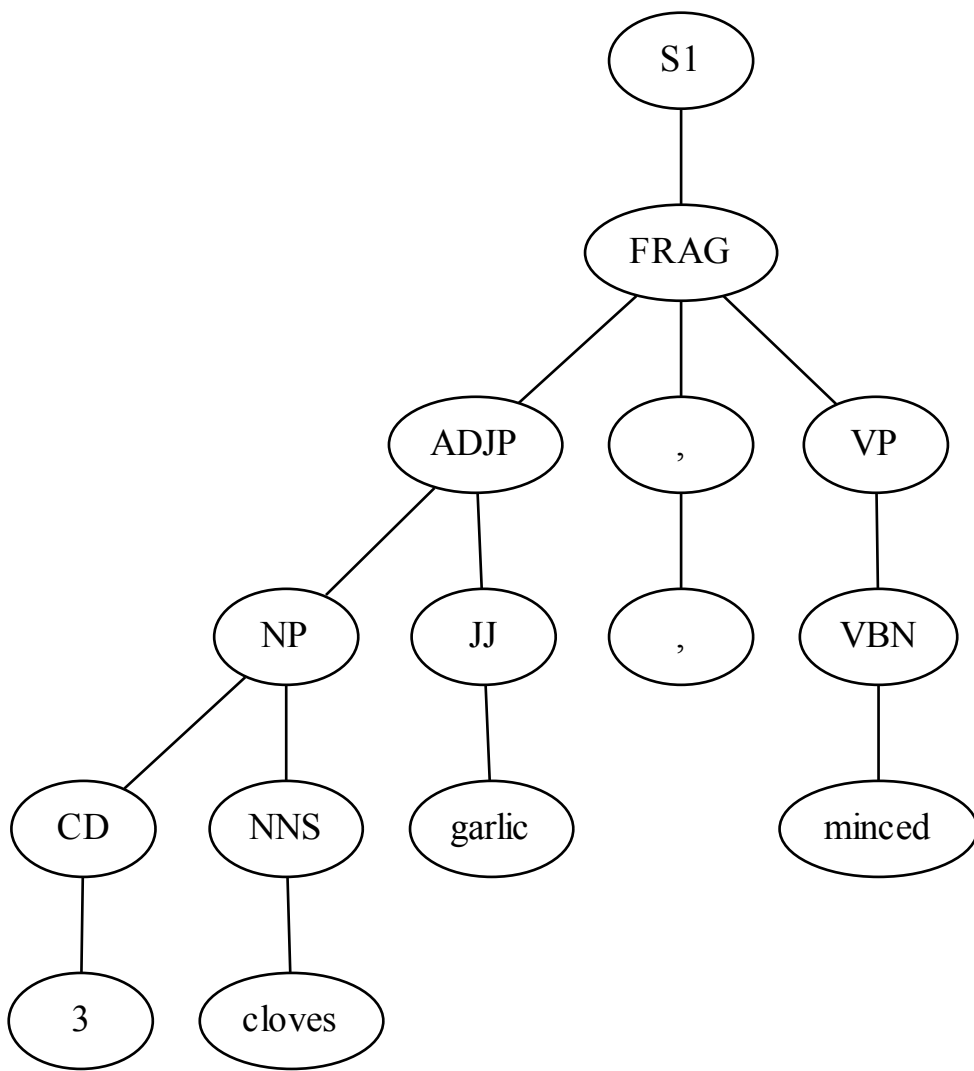 S1
FRAG
ADJP , VP
NP JJ , VBN
CD NNS garlic minced
3 cloves